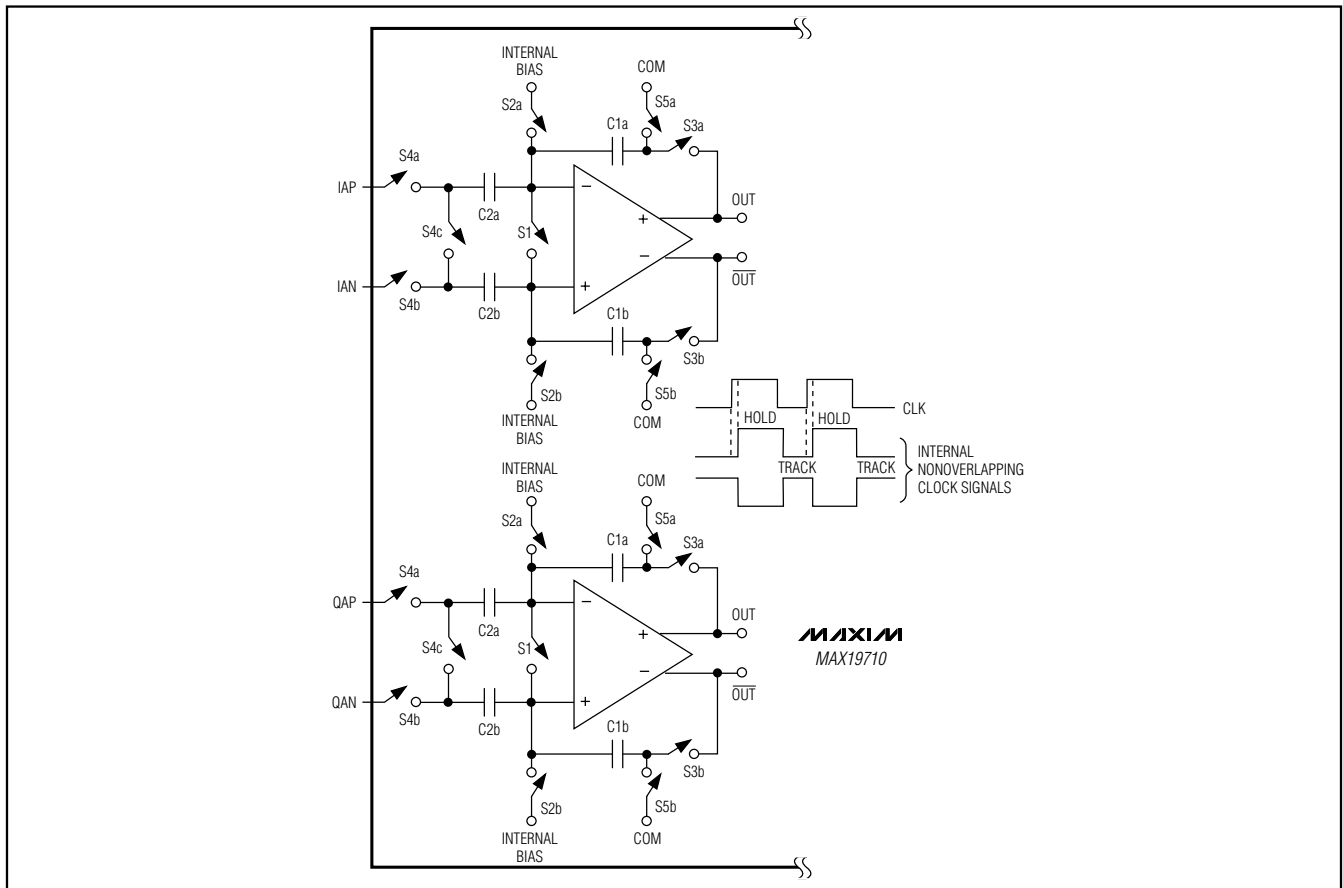 INTERNAL
BIAS
COM
S2a
S5a
C1a
S3a
S4a
IAP
C2a
−
+
OUT
S4c
S1
−
OUT
IAN
+
S4b
C2b
C1b
S3b
S2b
S5b
INTERNAL
BIAS
COM
CLK
HOLD HOLD
TRACK TRACK
INTERNAL
NONOVERLAPPING
CLOCK SIGNALS
INTERNAL
BIAS
COM
S2a
S5a
C1a
S3a
S4a
QAP
C2a
−
+
OUT
S4c
S1
−
OUT
QAN
+
S4b
C2b
C1b
S3b
S2b
S5b
INTERNAL
BIAS
COM
MAXIM
MAX19710